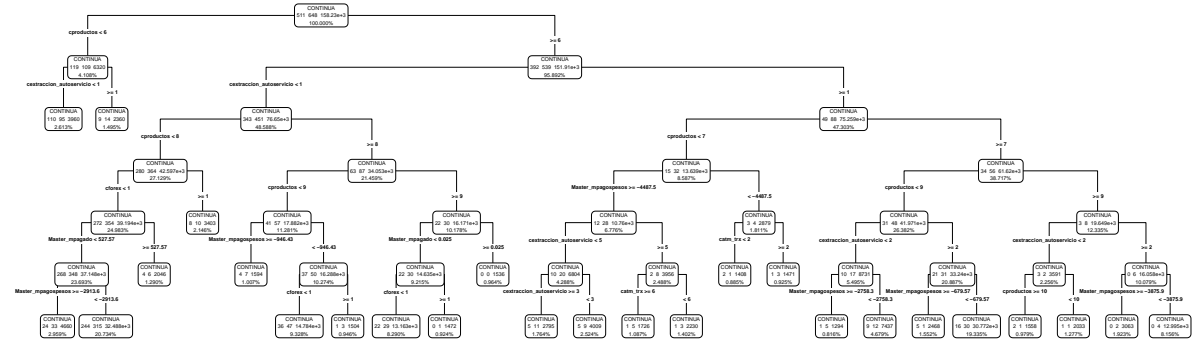 CONTINUA
511 648 158.23e+3
100.000%
cproductos < 6
>= 6
CONTINUA
119 109 6320
4.108%
CONTINUA
392 539 151.91e+3
95.892%
cextraccion_autoservicio < 1
>= 1
cextraccion_autoservicio < 1
>= 1
CONTINUA
110 95 3960
2.613%
CONTINUA
9 14 2360
1.495%
CONTINUA
343 451 76.65e+3
48.588%
CONTINUA
49 88 75.259e+3
47.303%
cproductos < 8
>= 8
cproductos < 7
>= 7
CONTINUA
280 364 42.597e+3
27.129%
CONTINUA
63 87 34.053e+3
21.459%
CONTINUA
15 32 13.639e+3
8.587%
CONTINUA
34 56 61.62e+3
38.717%
cforex < 1
>= 1
cproductos < 9
>= 9
Master_mpagospesos >= −4487.5
< −4487.5
cproductos < 9
>= 9
CONTINUA
272 354 39.194e+3
24.983%
CONTINUA
8 10 3403
2.146%
CONTINUA
41 57 17.882e+3
11.281%
CONTINUA
22 30 16.171e+3
10.178%
CONTINUA
12 28 10.76e+3
6.776%
CONTINUA
3 4 2879
1.811%
CONTINUA
31 48 41.971e+3
26.382%
CONTINUA
3 8 19.649e+3
12.335%
Master_mpagado < 527.57
>= 527.57
Master_mpagospesos >= −946.43
< −946.43
Master_mpagado < 0.025
>= 0.025
cextraccion_autoservicio < 5
>= 5
catm_trx < 2
>= 2
cextraccion_autoservicio < 2
>= 2
cextraccion_autoservicio < 2
>= 2
CONTINUA
268 348 37.148e+3
23.693%
CONTINUA
4 6 2046
1.290%
CONTINUA
4 7 1594
1.007%
CONTINUA
37 50 16.288e+3
10.274%
CONTINUA
22 30 14.635e+3
9.215%
CONTINUA
0 0 1536
0.964%
CONTINUA
10 20 6804
4.288%
CONTINUA
2 8 3956
2.488%
CONTINUA
2 1 1408
0.885%
CONTINUA
1 3 1471
0.925%
CONTINUA
10 17 8731
5.495%
CONTINUA
21 31 33.24e+3
20.887%
CONTINUA
3 2 3591
2.256%
CONTINUA
0 6 16.058e+3
10.079%
Master_mpagospesos >= −2913.6
< −2913.6
cforex < 1
>= 1
cforex < 1
>= 1
cextraccion_autoservicio >= 3
< 3
catm_trx >= 6
< 6
Master_mpagospesos >= −2758.3
< −2758.3
Master_mpagospesos >= −679.57
< −679.57
cproductos >= 10
< 10
Master_mpagospesos >= −3875.9
< −3875.9
CONTINUA
24 33 4660
2.959%
CONTINUA
244 315 32.488e+3
20.734%
CONTINUA
36 47 14.784e+3
9.328%
CONTINUA
1 3 1504
0.946%
CONTINUA
22 29 13.163e+3
8.290%
CONTINUA
0 1 1472
0.924%
CONTINUA
5 11 2795
1.764%
CONTINUA
5 9 4009
2.524%
CONTINUA
1 5 1726
1.087%
CONTINUA
1 3 2230
1.402%
CONTINUA
1 5 1294
0.816%
CONTINUA
9 12 7437
4.679%
CONTINUA
5 1 2468
1.552%
CONTINUA
16 30 30.772e+3
19.335%
CONTINUA
2 1 1558
0.979%
CONTINUA
1 1 2033
1.277%
CONTINUA
0 2 3063
1.923%
CONTINUA
0 4 12.995e+3
8.156%